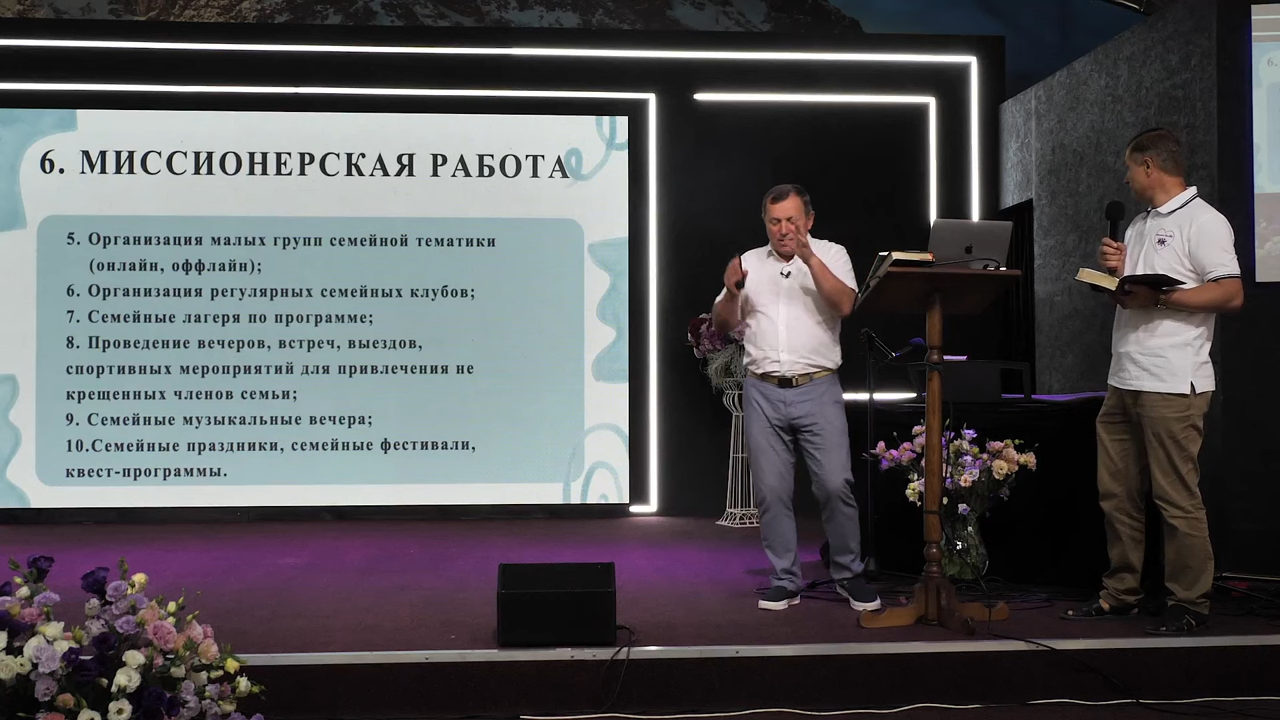 6. МИССИОНЕРСКАЯ РАБОТА
5. Организация малых групп семейной тематики
(онлайн, оффлайн);
6. Организация регулярных семейных клубов;
7. Семейные лагеря по программе;
8. Проведение вечеров, встреч, выездов,
спортивных мероприятий для привлечения не
крещенных членов семьи;
9. Семейные музыкальные вечера;
10.Семейные праздники, семейные фестивали,
квест-программы.
6.